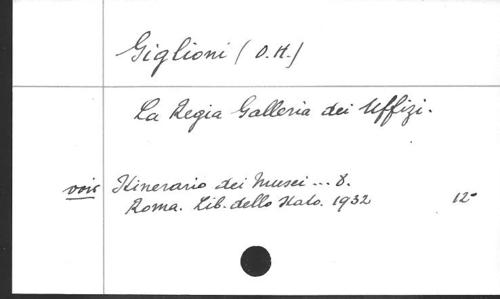 Giglioni (O.H.)
La Regia Galleria dei Uffizi.
voir Itinerario dei Musei ... 8.
Roma. Lib. dello Stato. 1932 12°